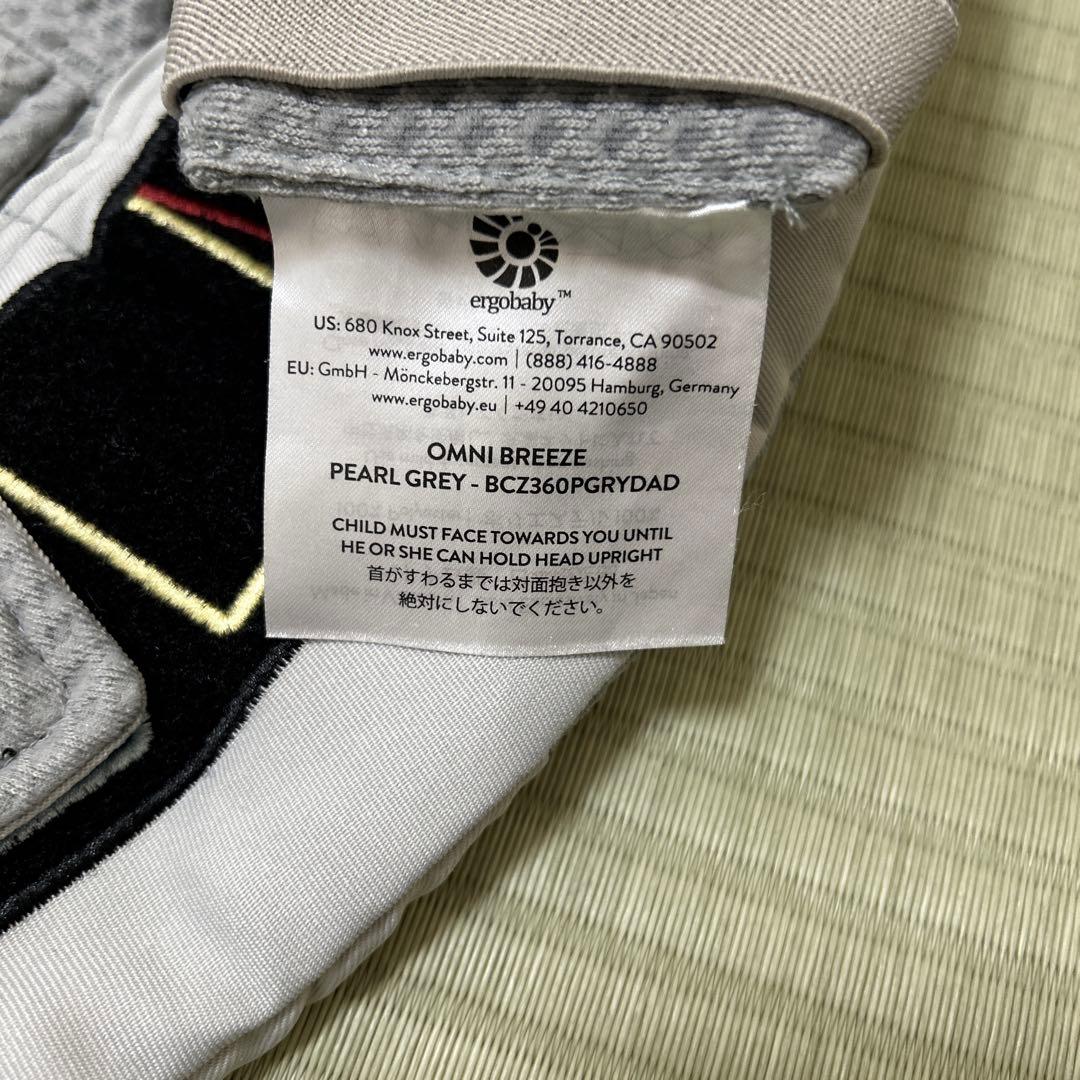 ergobaby™
US: 680 Knox Street, Suite 125, Torrance, CA 90502
www.ergobaby.com | (888) 416-4888
EU: GmbH - Mönckebergstr. 11 - 20095 Hamburg, Germany
www.ergobaby.eu | +49 40 4210650
OMNI BREEZE
PEARL GREY - BCZ360PGRYDAD
CHILD MUST FACE TOWARDS YOU UNTIL
HE OR SHE CAN HOLD HEAD UPRIGHT
首がすわるまでは対面抱き以外を
絶対にしないでください。